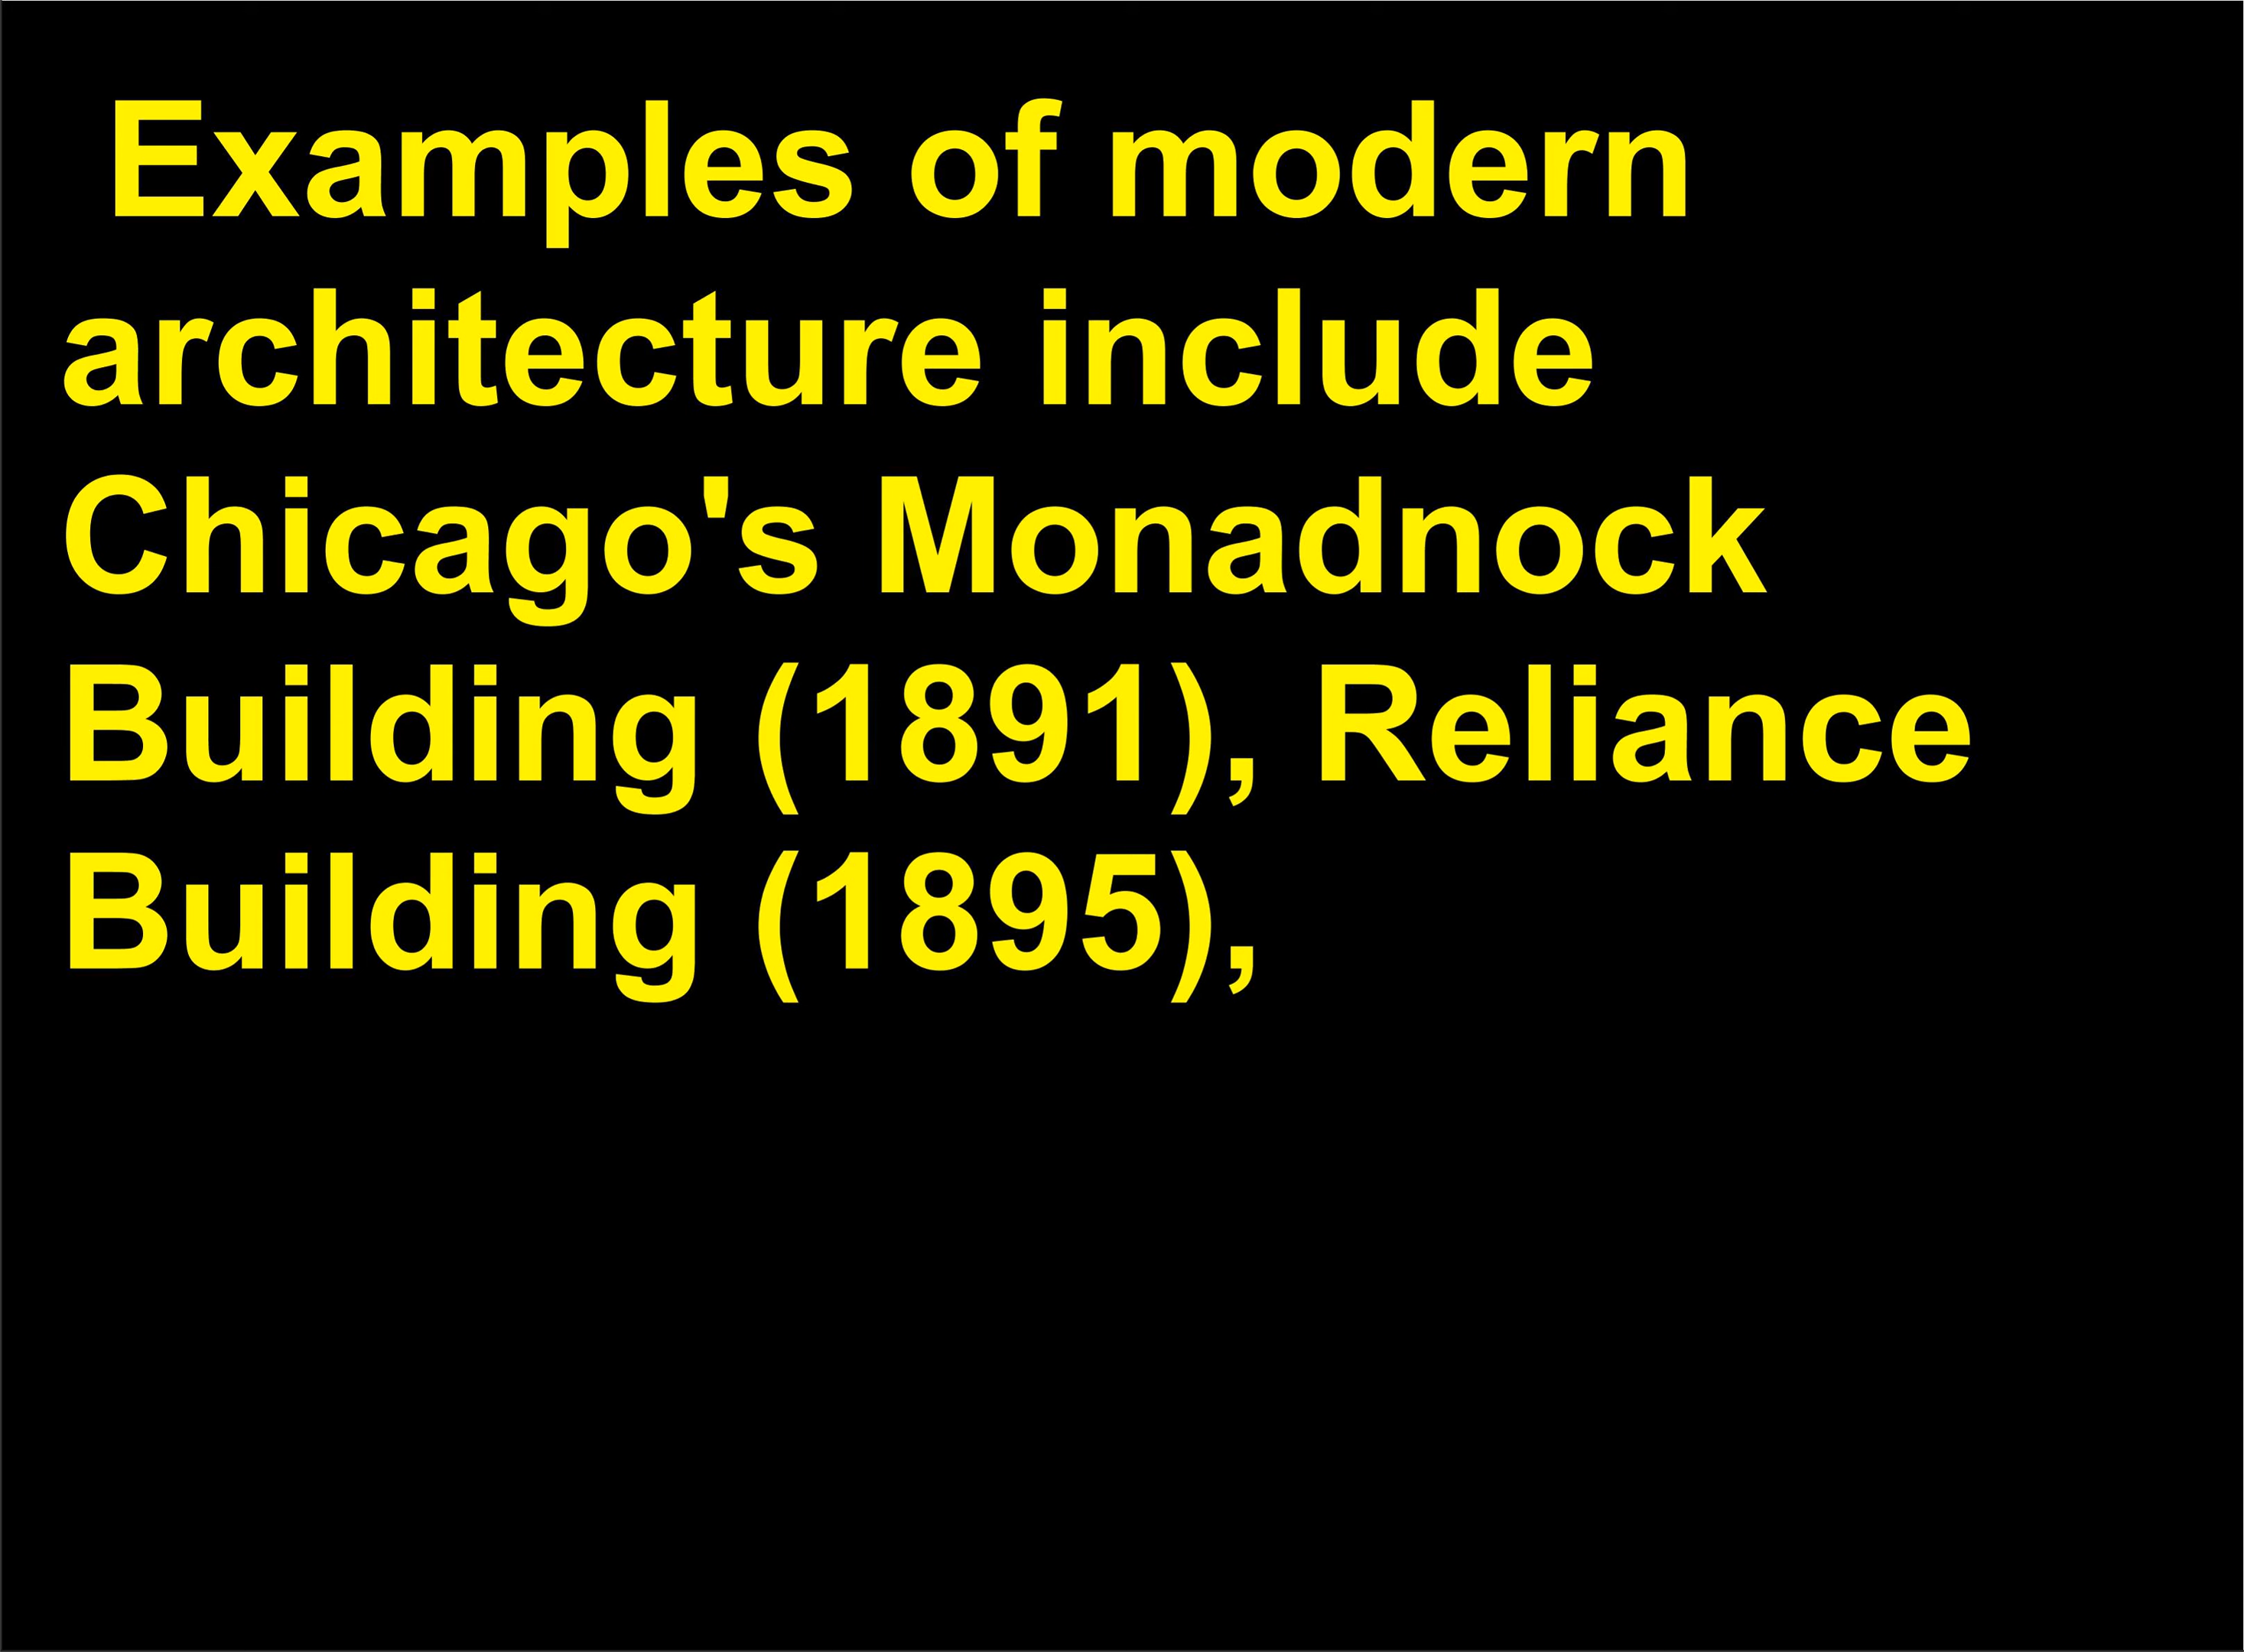 Examples of modern
architecture include
Chicago's Monadnock
Building (1891), Reliance
Building (1895),